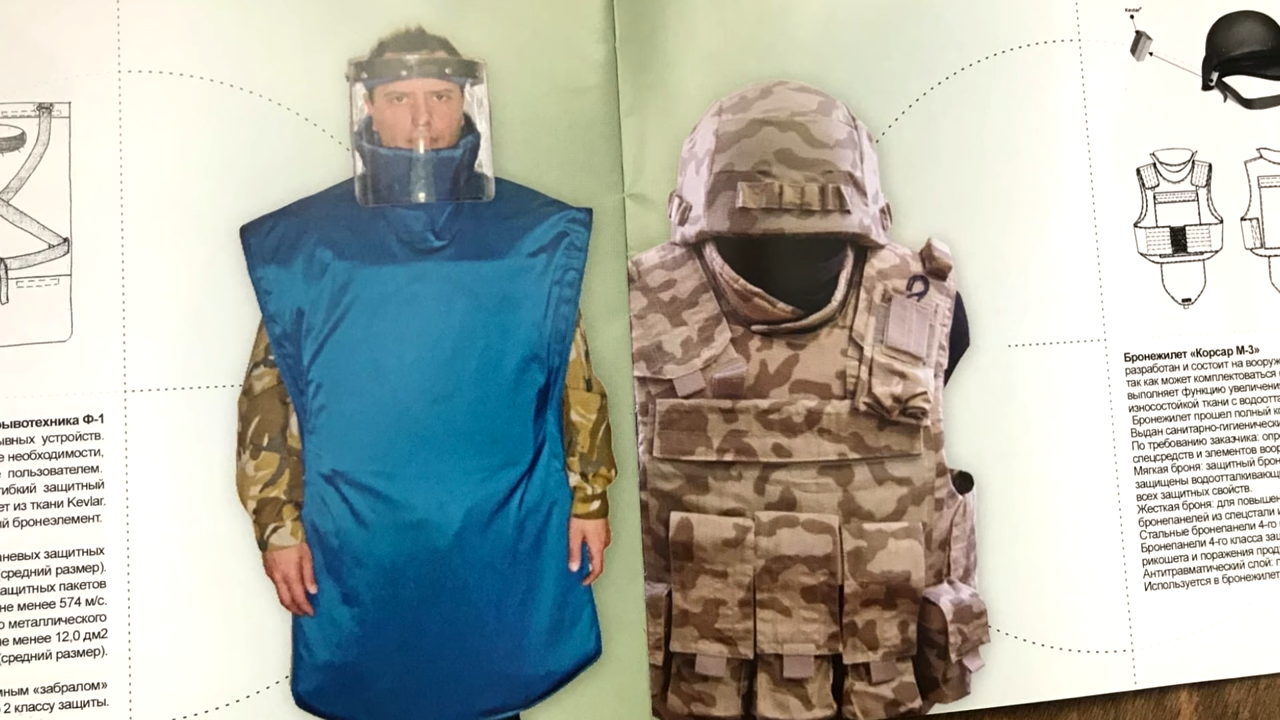 рывотехника Ф-1
ывных устройств.
е необходимости,
пользователем.
гибкий защитный
ет из ткани Kevlar.
й бронеэлемент.
аневых защитных
(средний размер).
ащитных пакетов
не менее 574 м/с.
о металлического
не менее 12,0 дм2
(средний размер).
мным «забралом»
2 классу защиты.
Kevlar
Бронежилет «Корсар М-3»
разработан и состоит на вооруж
так как может комплектоваться
выполняет функцию увеличени
износостойкой ткани с водоотта
Бронежилет прошел полный к
Выдан санитарно-гигиенически
По требованию заказчика: опр
спецсредств и элементов воор
Мягкая броня: защитный брон
защищены водоотталкивающ
всех защитных свойств.
Жесткая броня: для повышен
бронепанелей из спецстали и
Стальные бронепанели 4-го
Бронепанели 4-го класса защ
рикошета и поражения прод
Антитравматический слой: п
Используется в бронежилет